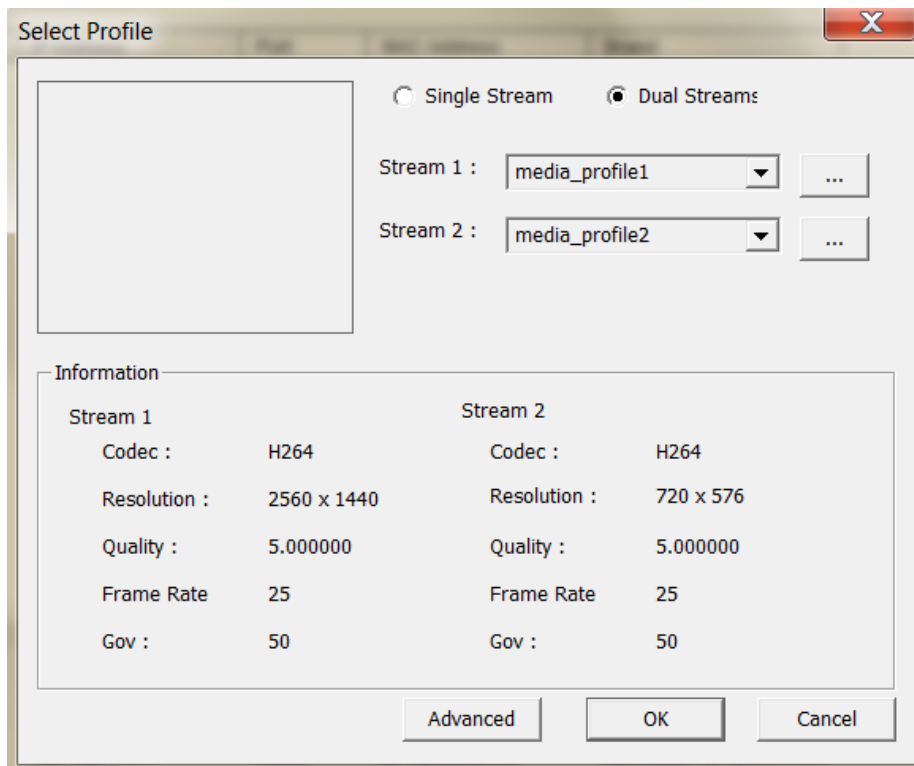 Select Profile
Port
Single Stream
Dual Streams
Stream 1 :
media_profile1
...
Stream 2 :
media_profile2
...
Information
Stream 1
Stream 2
Codec :
H264
Codec :
H264
Resolution :
2560 x 1440
Resolution :
720 x 576
Quality :
5.000000
Quality :
5.000000
Frame Rate
25
Frame Rate
25
Gov :
50
Gov :
50
Advanced
OK
Cancel